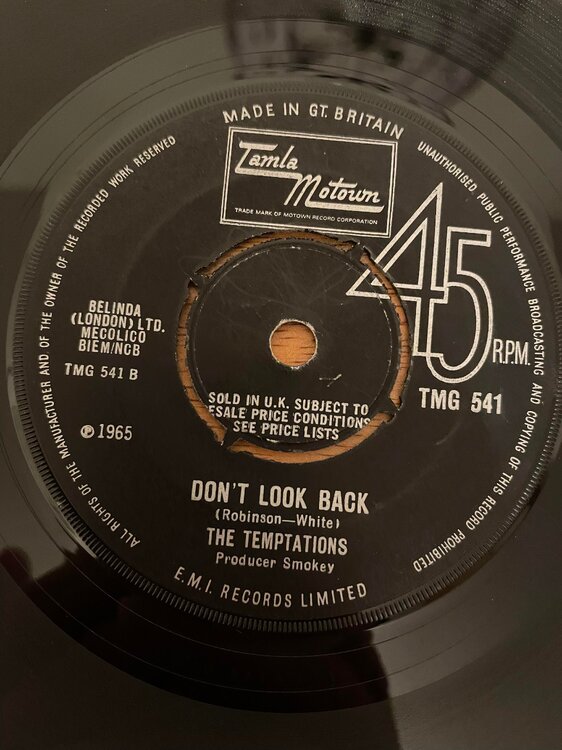 MADE IN GT. BRITAIN
UNAUTHORISED PUBLIC PERFORMANCE BROADCASTING AND COPYING OF THIS RECORD PROHIBITED
ALL RIGHTS OF THE MANUFACTURER AND OF THE OWNER OF THE RECORDED WORK RESERVED
Tamla
Motown
TRADE MARK OF MOTOWN RECORD CORPORATION
45
R.P.M.
BELINDA
(LONDON) LTD.
MECOLICO
BIEM/NCB
TMG 541 B
TMG 541
℗ 1965
SOLD IN U.K. SUBJECT TO
ESALE PRICE CONDITIONS
SEE PRICE LISTS
DON'T LOOK BACK
(Robinson—White)
THE TEMPTATIONS
Producer Smokey
E.M.I. RECORDS LIMITED